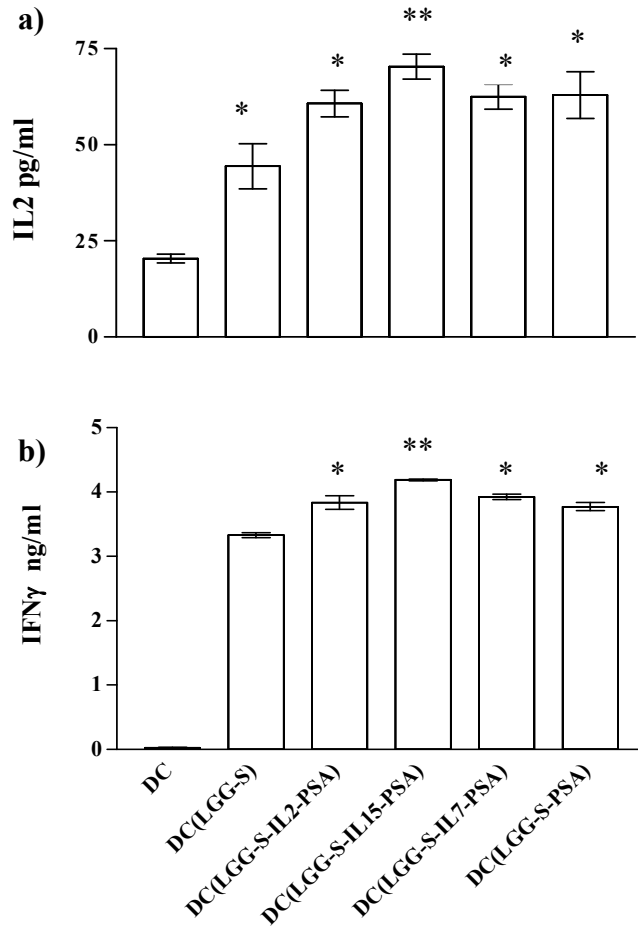 a)
IL2 pg/ml
75
50
25
0
*
*
**
*
*
b)
IFNγ ng/ml
5
4
3
2
1
0
*
**
*
*
DC
DC(LGG-S)
DC(LGG-S-IL2-PSA)
DC(LGG-S-IL15-PSA)
DC(LGG-S-IL7-PSA)
DC(LGG-S-PSA)